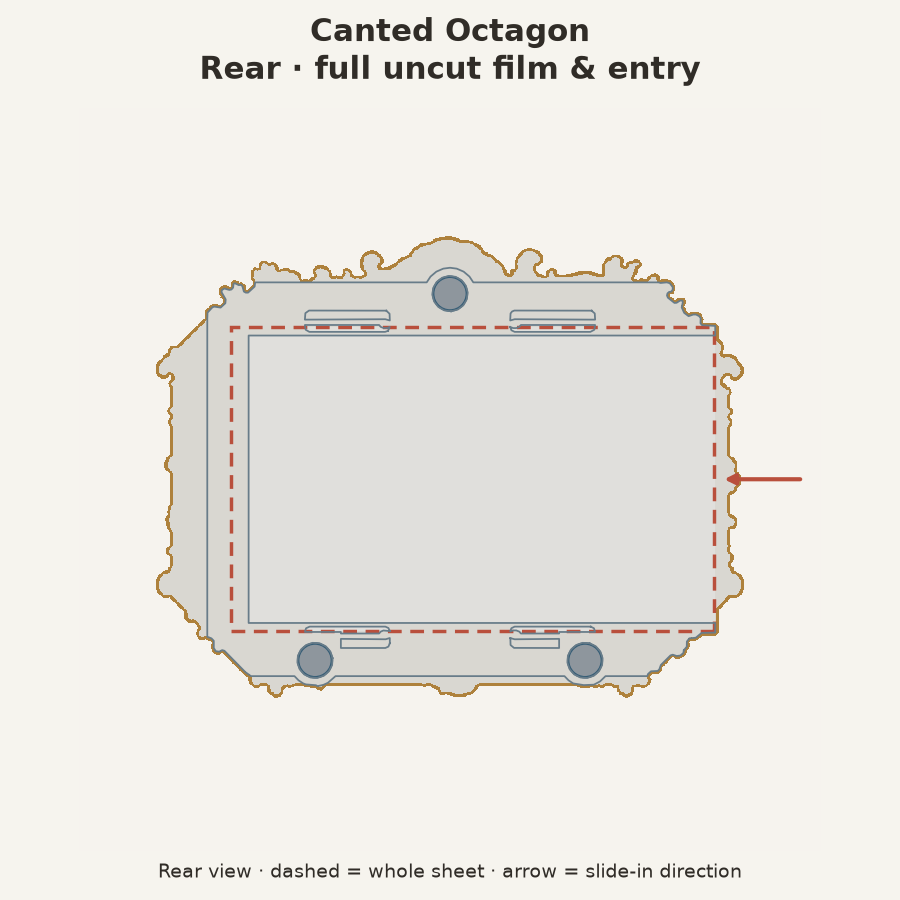 Canted Octagon
Rear · full uncut film & entry
Rear view · dashed = whole sheet · arrow = slide-in direction